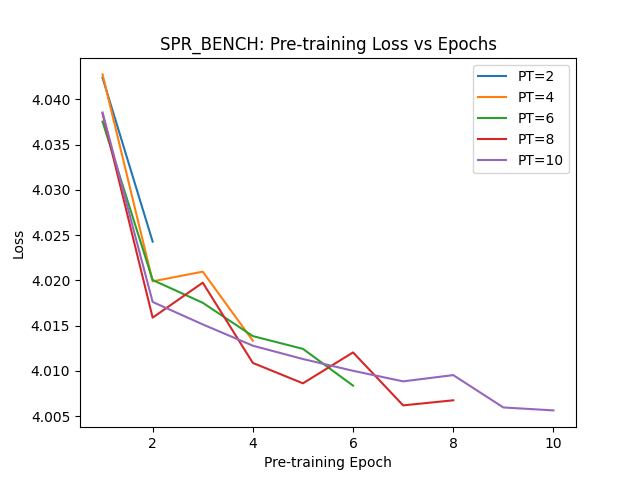 SPR_BENCH: Pre-training Loss vs Epochs
PT=2
PT=4
PT=6
PT=8
PT=10
Loss
4.040
4.035
4.030
4.025
4.020
4.015
4.010
4.005
2
4
6
8
10
Pre-training Epoch